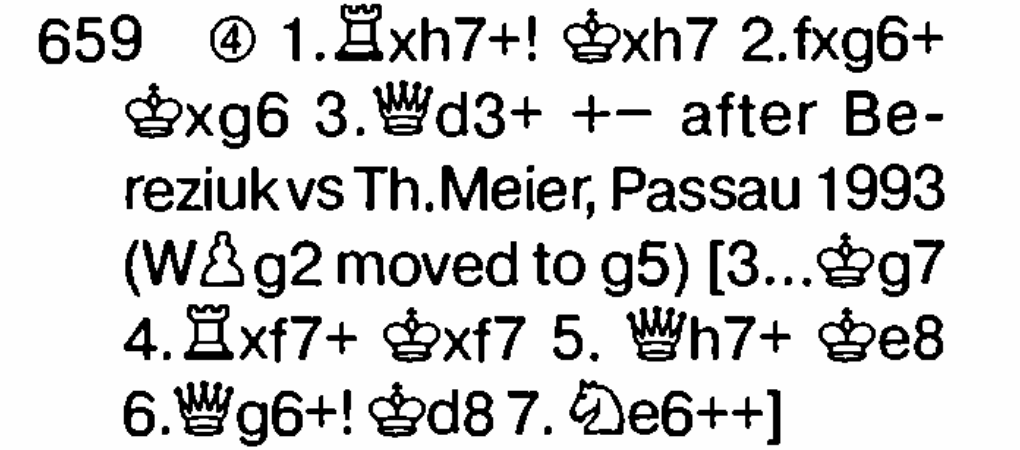 659 ④ 1.♖xh7+! ♔xh7 2.fxg6+
♔xg6 3.♕d3+ +− after Be-
reziuk vs Th.Meier, Passau 1993
(W♙g2 moved to g5) [3...♔g7
4.♖xf7+ ♔xf7 5. ♕h7+ ♔e8
6.♕g6+! ♔d8 7. ♘e6++]